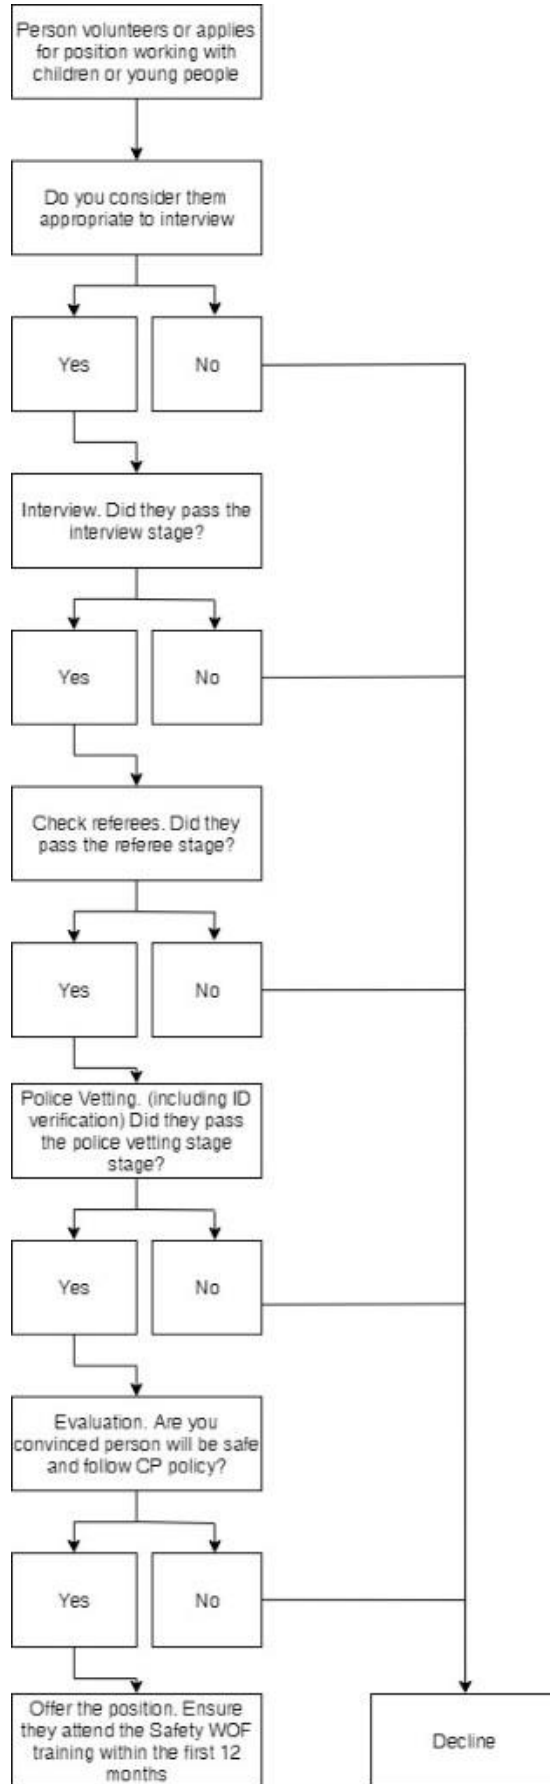 Person volunteers or applies
for position working with
children or young people
Do you consider them
appropriate to interview
Yes
No
Interview. Did they pass the
interview stage?
Yes
No
Check referees. Did they
pass the referee stage?
Yes
No
Police Vetting. (including ID
verification) Did they pass
the police vetting stage
stage?
Yes
No
Evaluation. Are you
convinced person will be safe
and follow CP policy?
Yes
No
Offer the position. Ensure
they attend the Safety WOF
training within the first 12
months
Decline